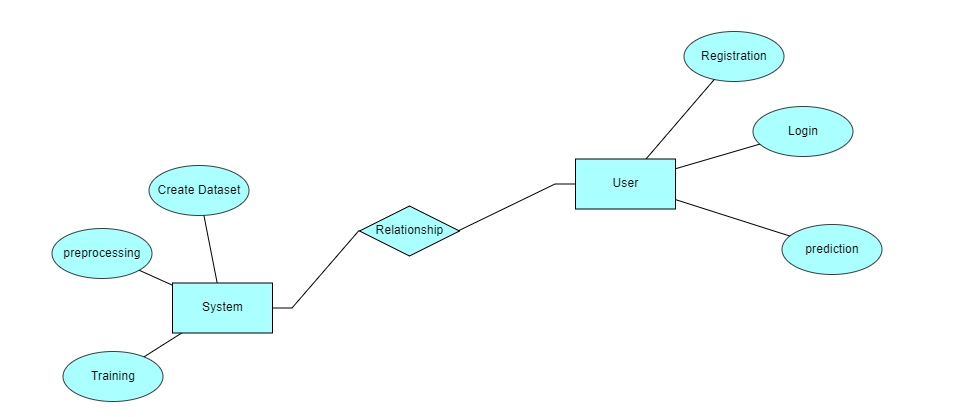 Registration
Login
User
Create Dataset
Relationship
prediction
preprocessing
System
Training